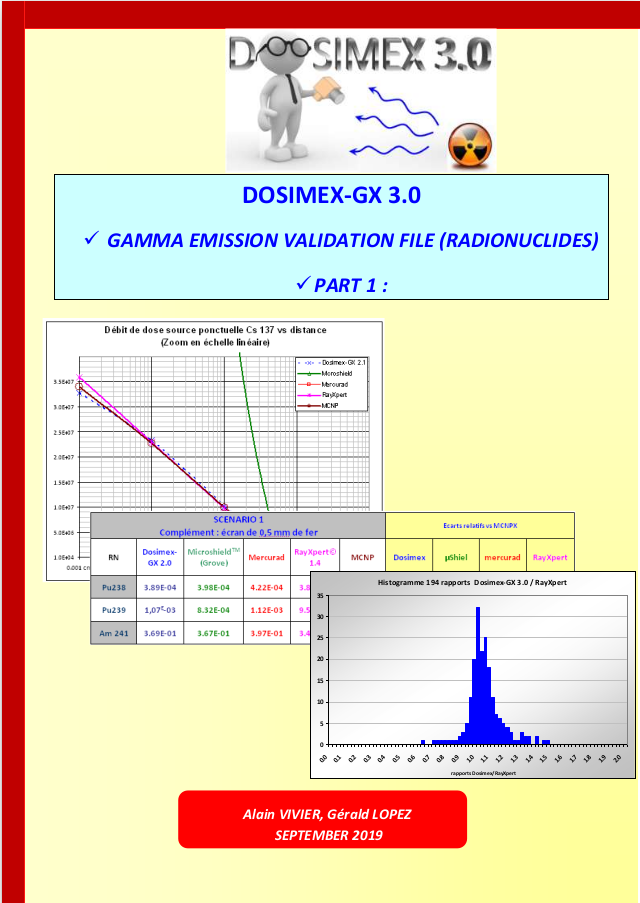 DOSIMEX 3.0
DOSIMEX-GX 3.0
✓ GAMMA EMISSION VALIDATION FILE (RADIONUCLIDES)
✓ PART 1 :
Débit de dose source ponctuelle Cs 137 vs distance
(Zoom en échelle linéaire)
Dosimex-GX 2.1
Microshield
Mercurad
RayXpert
MCNP
3.5E+07
3.0E+07
2.5E+07
2.0E+07
1.5E+07
1.0E+07
5.0E+06
1.0E+04
0.001 cm
SCENARIO 1
Complément : écran de 0,5 mm de fer
Ecarts relatifs vs MCNPX
RN
Dosimex-GX 2.0
Microshield™ (Grove)
Mercurad
RayXpert© 1.4
MCNP
Dosimex
µShiel
mercurad
RayXpert
Pu238 3.89E-04 3.98E-04 4.22E-04 3.8
Pu239 1,07E-03 8.32E-04 1.12E-03 9.5
Am 241 3.69E-01 3.67E-01 3.97E-01 3.4
Histogramme 194 rapports Dosimex-GX 3.0 / RayXpert
35
30
25
20
15
10
5
0
0.0 0.1 0.2 0.3 0.4 0.5 0.6 0.7 0.8 0.9 1.0 1.1 1.2 1.3 1.4 1.5 1.6 1.7 1.8 1.9 2.0
rapports Dosimex/RayXpert
Alain VIVIER, Gérald LOPEZ
SEPTEMBER 2019